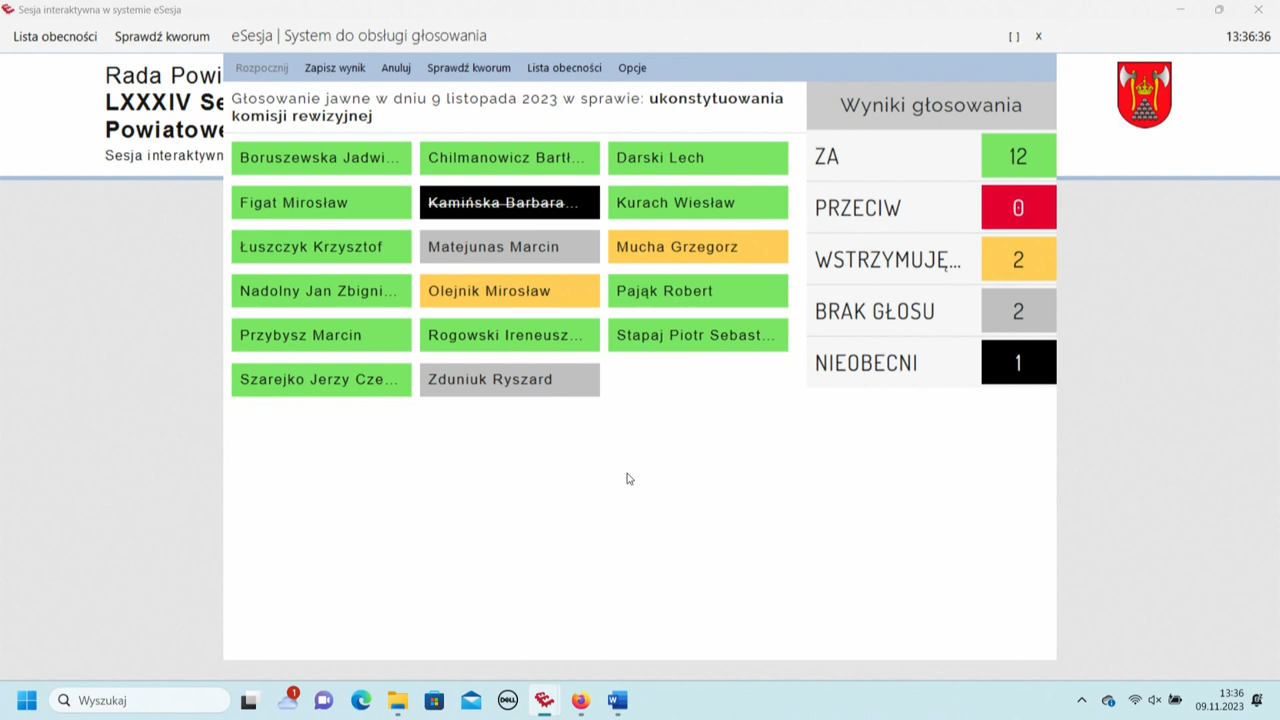 Sesja interaktywna w systemie eSesja
Lista obecności Sprawdź kworum eSesja | System do obsługi głosowania [ ] x 13:36:36
Rozpocznij Zapisz wynik Anuluj Sprawdź kworum Lista obecności Opcje
Rada Powi
LXXXIV Se
Powiatowe
Sesja interaktywn
Głosowanie jawne w dniu 9 listopada 2023 w sprawie: ukonstytuowania
komisji rewizyjnej
Boruszewska Jadwi... Chilmanowicz Bartł... Darski Lech
Figat Mirosław Kamińska Barbara... Kurach Wiesław
Łuszczyk Krzysztof Matejunas Marcin Mucha Grzegorz
Nadolny Jan Zbigni... Olejnik Mirosław Pająk Robert
Przybysz Marcin Rogowski Ireneusz... Stapaj Piotr Sebast...
Szarejko Jerzy Cze... Zduniuk Ryszard
Wyniki głosowania
ZA 12
PRZECIW 0
WSTRZYMUJĘ... 2
BRAK GŁOSU 2
NIEOBECNI 1
Wyszukaj 1 DELL W 13:36
09.11.2023